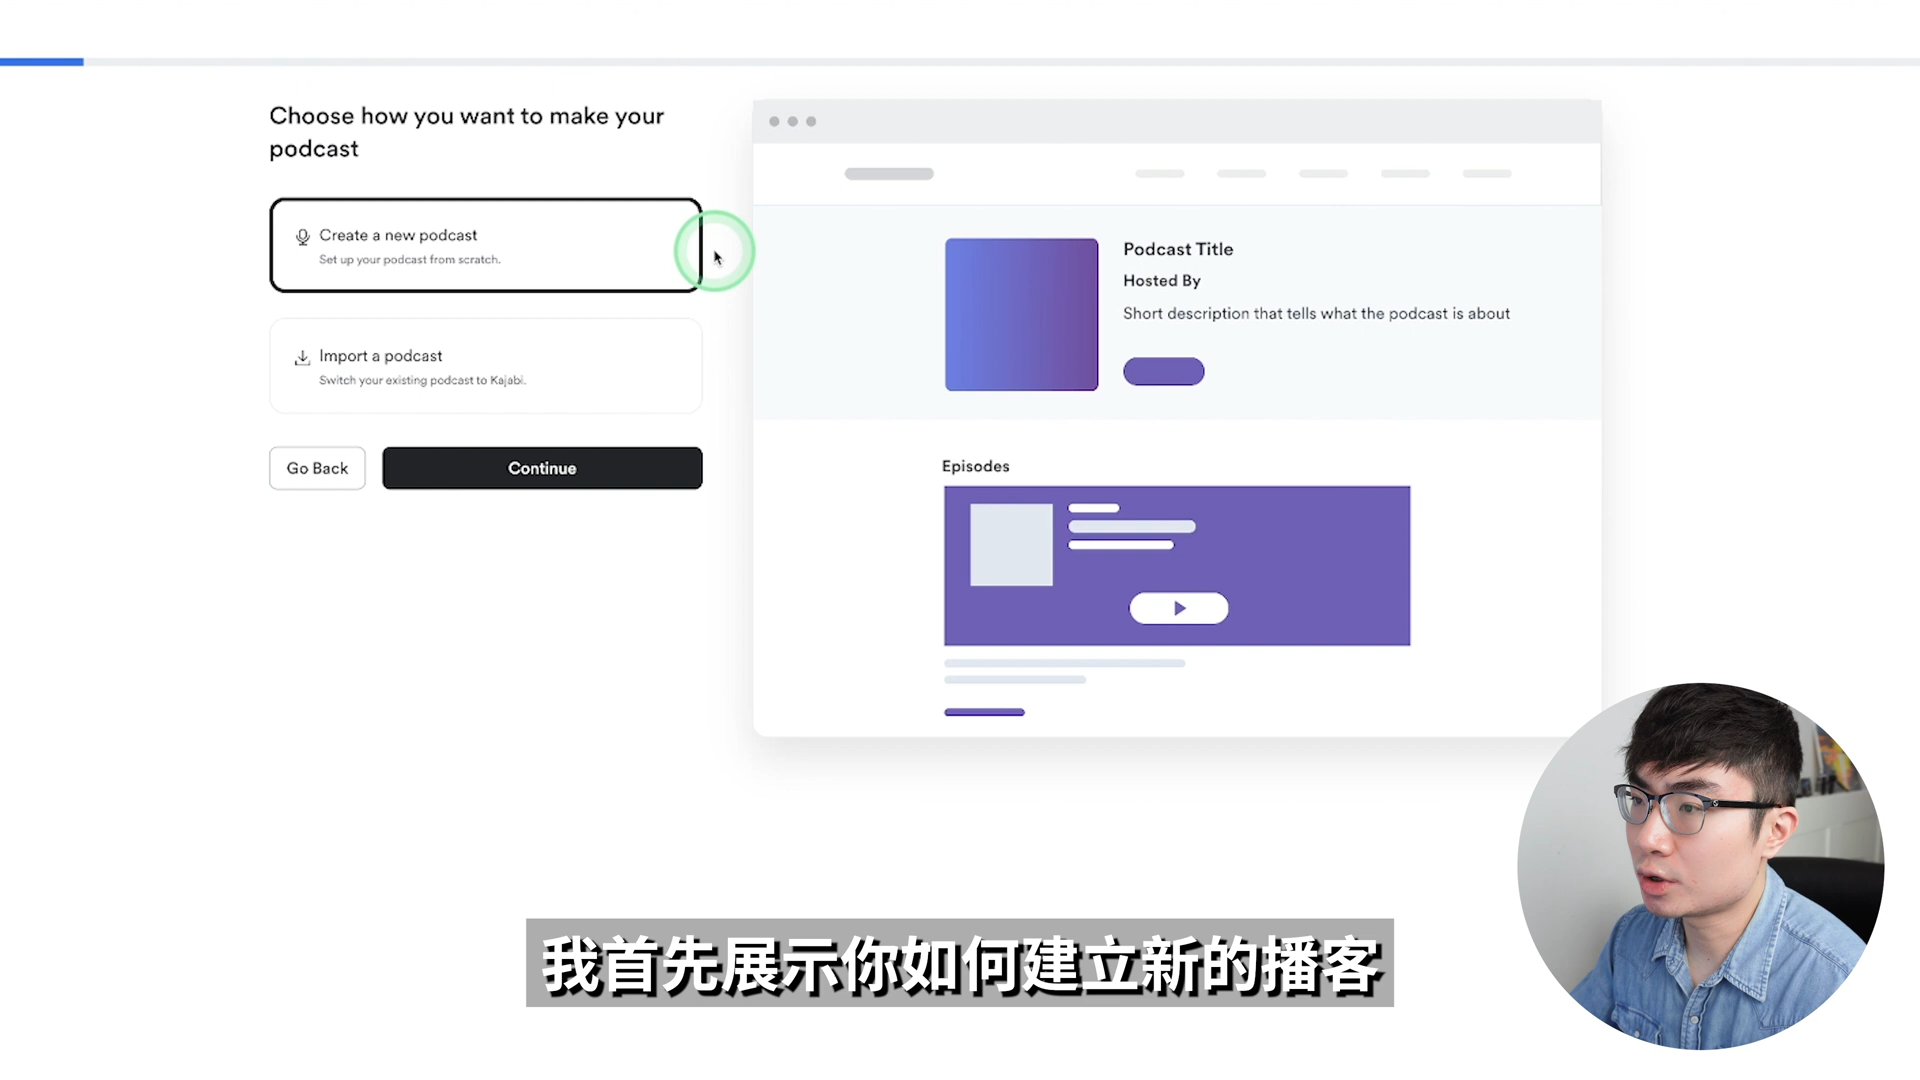 Choose how you want to make your
podcast
Create a new podcast
Set up your podcast from scratch.
Import a podcast
Switch your existing podcast to Kajabi.
Go Back
Continue
Podcast Title
Hosted By
Short description that tells what the podcast is about
Episodes
我首先展示你如何建立新的播客